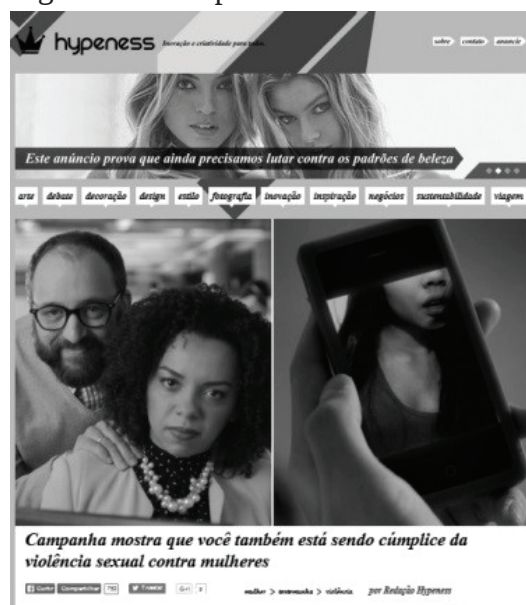 hypeness Inovação e criatividade para todos.
sobre contato anuncie
Este anúncio prova que ainda precisamos lutar contra os padrões de beleza
arte debate decoração design estilo fotografia inovação inspiração negócios sustentabilidade viagem
Campanha mostra que você também está sendo cúmplice da
violência sexual contra mulheres
Curtir Compartilhar Tweetar mulher > campanha > violência por Redação Hypeness